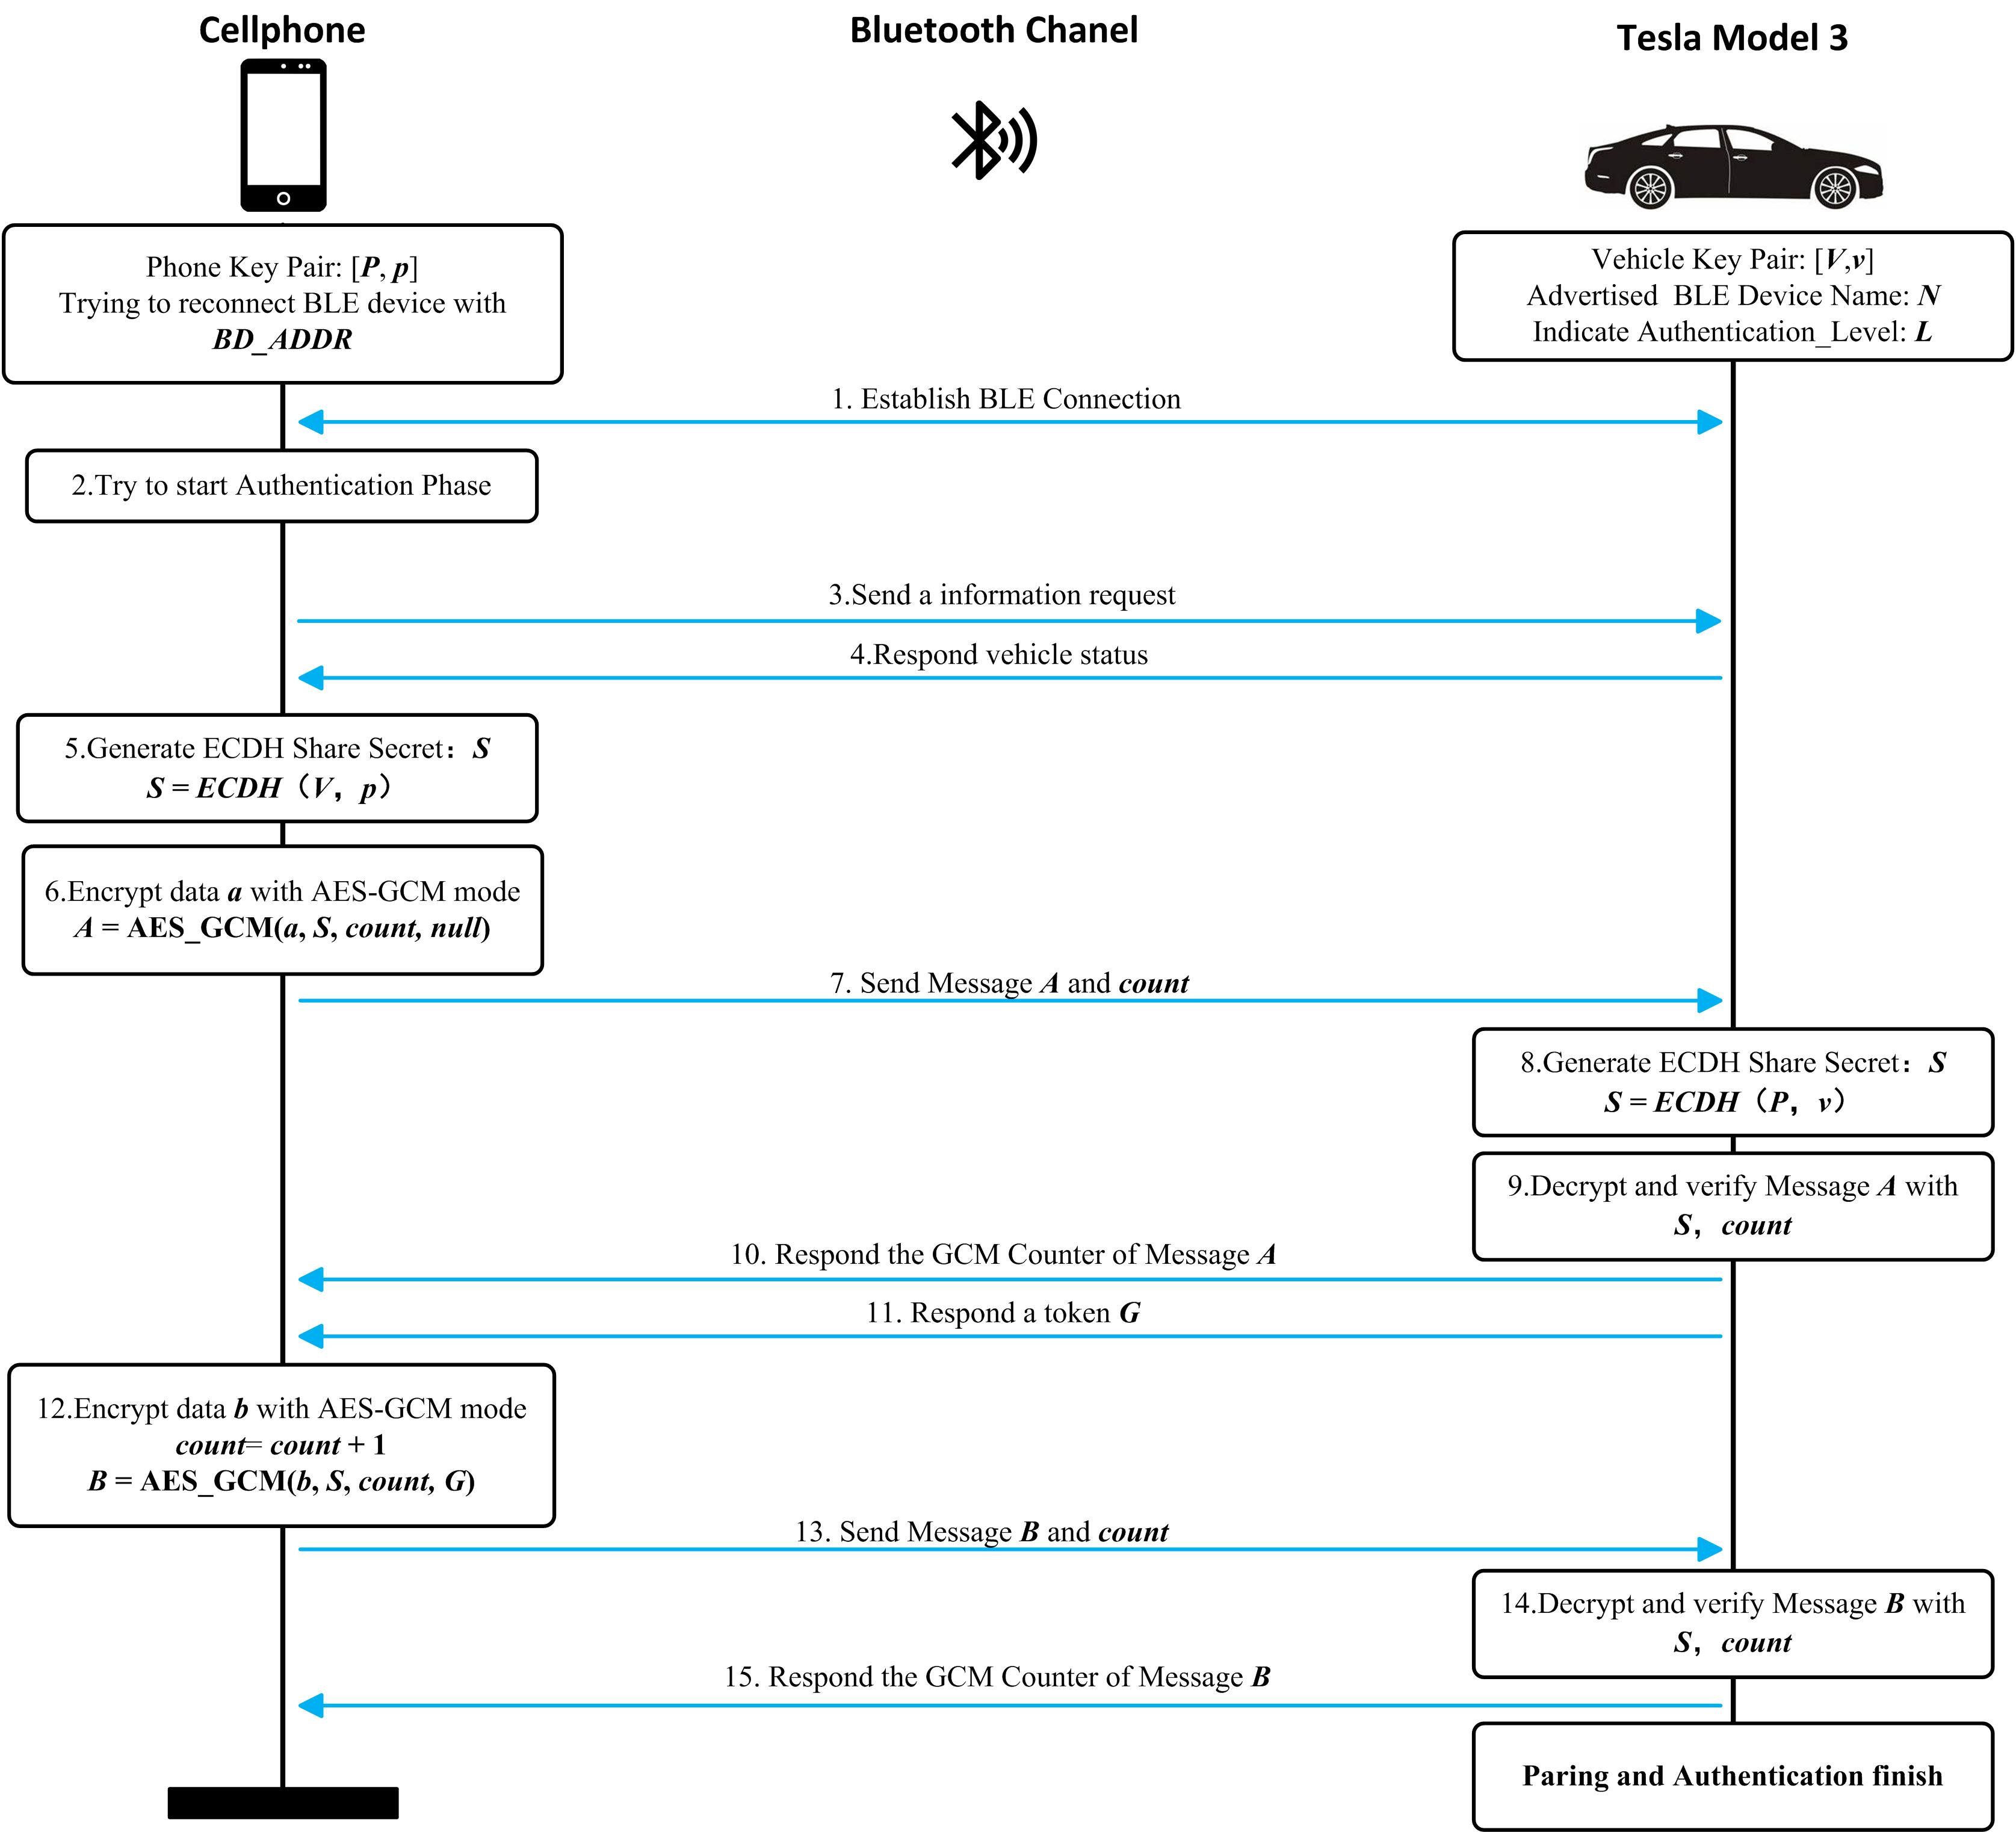 Cellphone
Bluetooth Chanel
Tesla Model 3
Phone Key Pair: [P, p]
Trying to reconnect BLE device with
BD_ADDR
Vehicle Key Pair: [V,v]
Advertised BLE Device Name: N
Indicate Authentication_Level: L
1. Establish BLE Connection
2.Try to start Authentication Phase
3.Send a information request
4.Respond vehicle status
5.Generate ECDH Share Secret：S
S = ECDH（V，p）
6.Encrypt data a with AES-GCM mode
A = AES_GCM(a, S, count, null)
7. Send Message A and count
8.Generate ECDH Share Secret：S
S = ECDH（P，v）
9.Decrypt and verify Message A with
S，count
10. Respond the GCM Counter of Message A
11. Respond a token G
12.Encrypt data b with AES-GCM mode
count= count + 1
B = AES_GCM(b, S, count, G)
13. Send Message B and count
14.Decrypt and verify Message B with
S，count
15. Respond the GCM Counter of Message B
Paring and Authentication finish